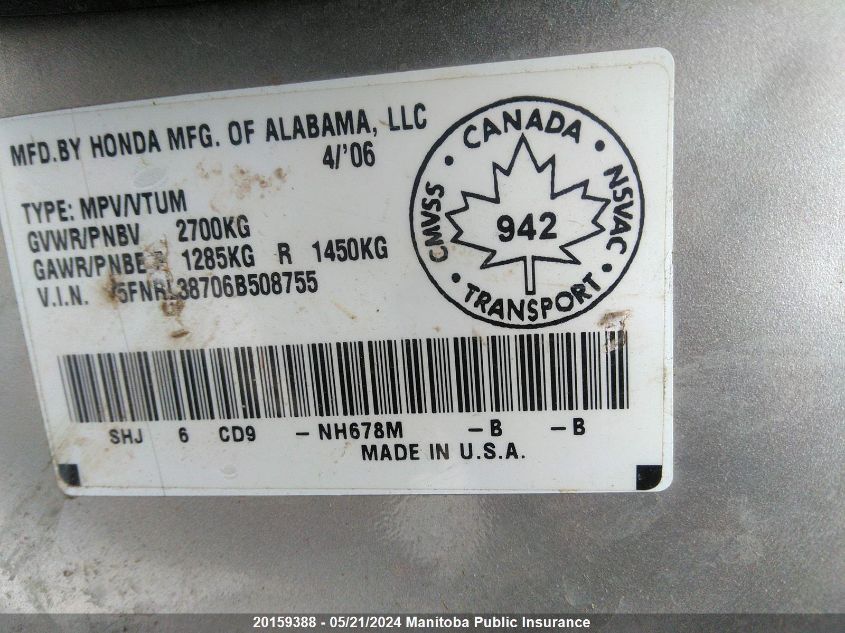 MFD.BY HONDA MFG. OF ALABAMA, LLC
4/'06
TYPE: MPV/VTUM
GVWR/PNBV 2700KG
GAWR/PNBE F 1285KG R 1450KG
V.I.N. 5FNRL38706B508755
CANADA
CMVSS
NSVAC
942
TRANSPORT
SHJ 6 CD9 -NH678M -B -B
MADE IN U.S.A.
20159388 - 05/21/2024 Manitoba Public Insurance